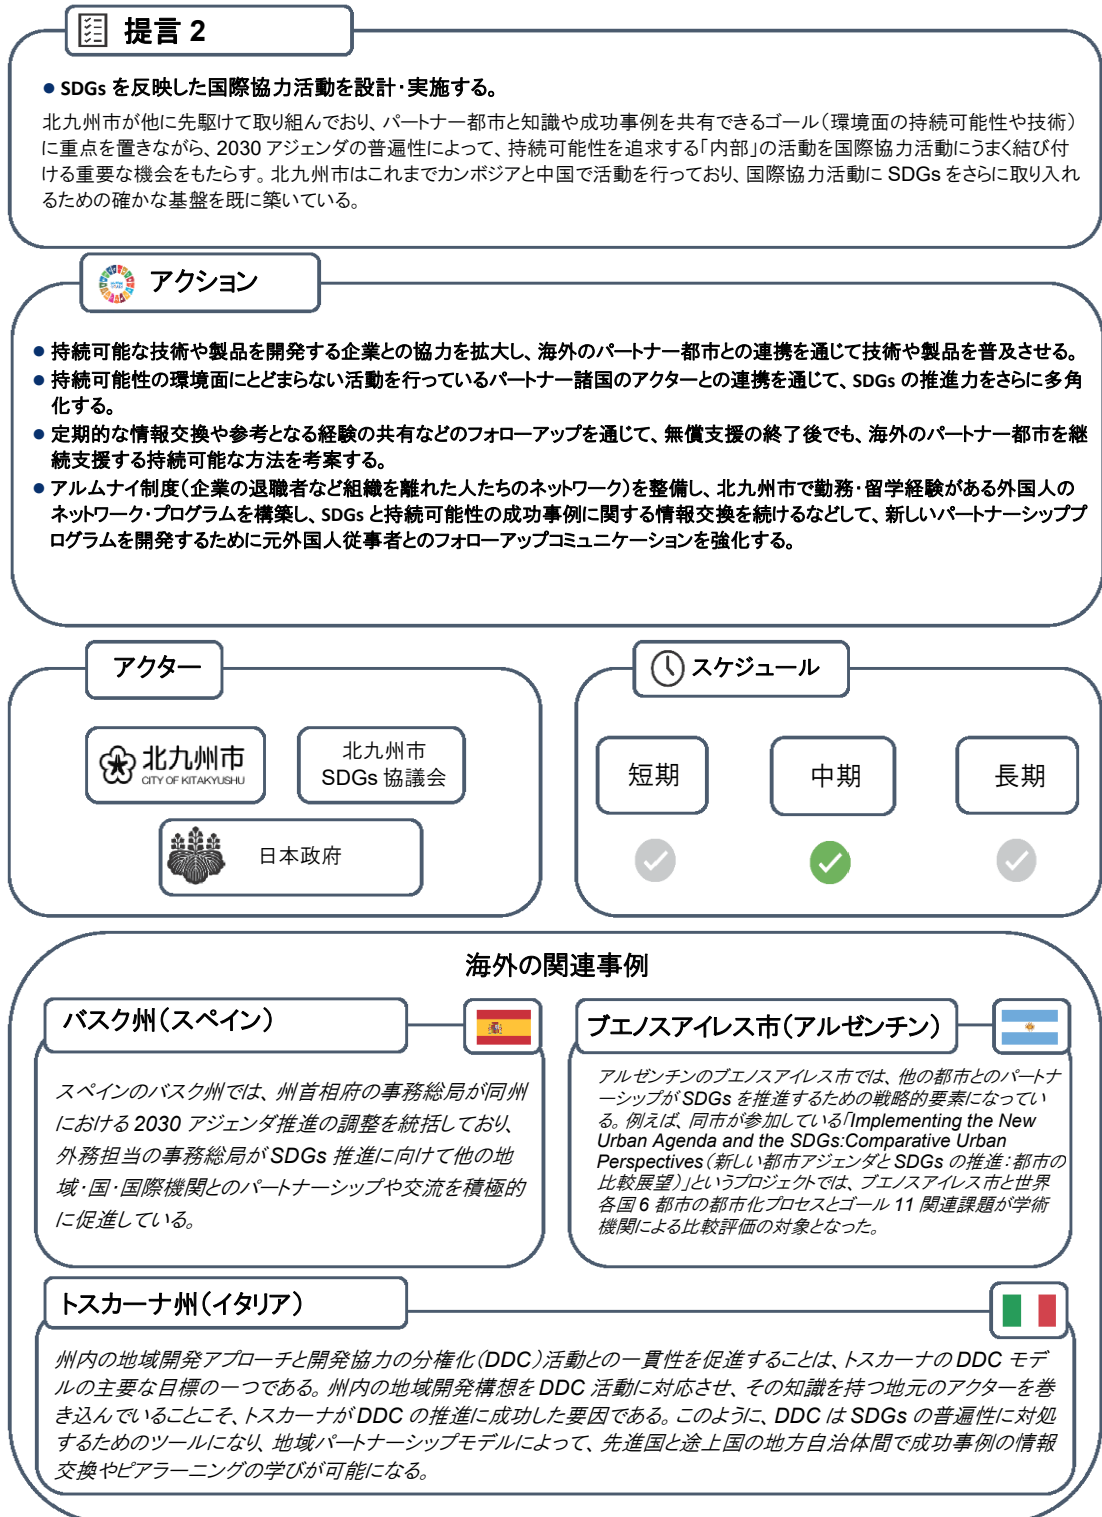 提言 2
● SDGs を反映した国際協力活動を設計・実施する。
北九州市が他に先駆けて取り組んでおり、パートナー都市と知識や成功事例を共有できるゴール(環境面の持続可能性や技術)
に重点を置きながら、2030 アジェンダの普遍性によって、持続可能性を追求する「内部」の活動を国際協力活動にうまく結び付
ける重要な機会をもたらす。北九州市はこれまでカンボジアと中国で活動を行っており、国際協力活動に SDGs をさらに取り入れ
るための確かな基盤を既に築いている。
アクション
● 持続可能な技術や製品を開発する企業との協力を拡大し、海外のパートナー都市との連携を通じて技術や製品を普及させる。
● 持続可能性の環境面にとどまらない活動を行っているパートナー諸国のアクターとの連携を通じて、SDGs の推進力をさらに多角
化する。
● 定期的な情報交換や参考となる経験の共有などのフォローアップを通じて、無償支援の終了後でも、海外のパートナー都市を継
続支援する持続可能な方法を考案する。
● アルムナイ制度(企業の退職者など組織を離れた人たちのネットワーク)を整備し、北九州市で勤務・留学経験がある外国人の
ネットワーク・プログラムを構築し、SDGs と持続可能性の成功事例に関する情報交換を続けるなどして、新しいパートナーシッププ
ログラムを開発するために元外国人従事者とのフォローアップコミュニケーションを強化する。
アクター
北九州市
CITY OF KITAKYUSHU
北九州市
SDGs 協議会
日本政府
スケジュール
短期
中期
長期
海外の関連事例
バスク州(スペイン)
スペインのバスク州では、州首相府の事務総局が同州
における 2030 アジェンダ推進の調整を統括しており、
外務担当の事務総局が SDGs 推進に向けて他の地
域・国・国際機関とのパートナーシップや交流を積極的
に促進している。
ブエノスアイレス市(アルゼンチン)
アルゼンチンのブエノスアイレス市では、他の都市とのパートナ
ーシップが SDGs を推進するための戦略的要素になってい
る。例えば、同市が参加している「Implementing the New
Urban Agenda and the SDGs:Comparative Urban
Perspectives(新しい都市アジェンダと SDGs の推進:都市の
比較展望)」というプロジェクトでは、ブエノスアイレス市と世界
各国 6 都市の都市化プロセスとゴール 11 関連課題が学術
機関による比較評価の対象となった。
トスカーナ州(イタリア)
州内の地域開発アプローチと開発協力の分権化(DDC)活動との一貫性を促進することは、トスカーナの DDC モデ
ルの主要な目標の一つである。州内の地域開発構想を DDC 活動に対応させ、その知識を持つ地元のアクターを巻
き込んでいることこそ、トスカーナが DDC の推進に成功した要因である。このように、DDC は SDGs の普遍性に対処
するためのツールになり、地域パートナーシップモデルによって、先進国と途上国の地方自治体間で成功事例の情報
交換やピアラーニングの学びが可能になる。